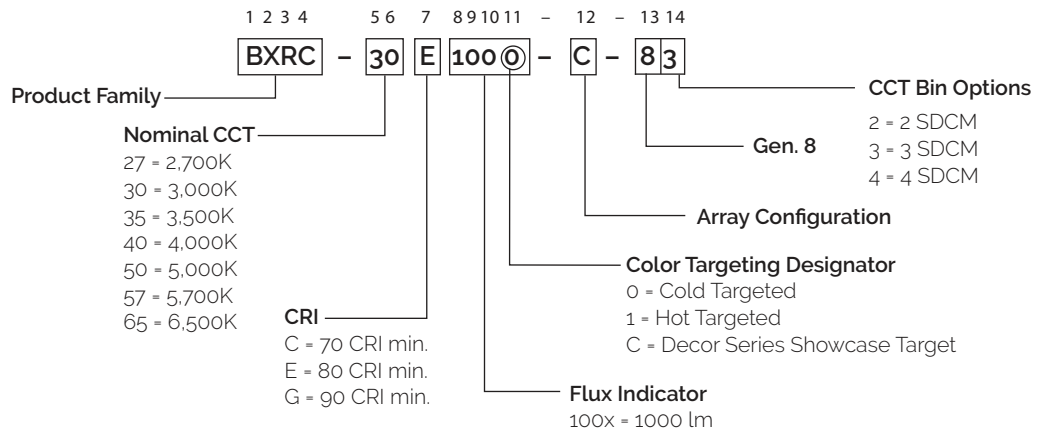 1 2 3 4 5 6 7 8 9 10 11 – 12 – 13 14
BXRC – 30 E 100 0 – C – 8 3
Product Family
Nominal CCT
27 = 2,700K
30 = 3,000K
35 = 3,500K
40 = 4,000K
50 = 5,000K
57 = 5,700K
65 = 6,500K
CRI
C = 70 CRI min.
E = 80 CRI min.
G = 90 CRI min.
CCT Bin Options
2 = 2 SDCM
3 = 3 SDCM
4 = 4 SDCM
Gen. 8
Array Configuration
Color Targeting Designator
0 = Cold Targeted
1 = Hot Targeted
C = Decor Series Showcase Target
Flux Indicator
100x = 1000 lm